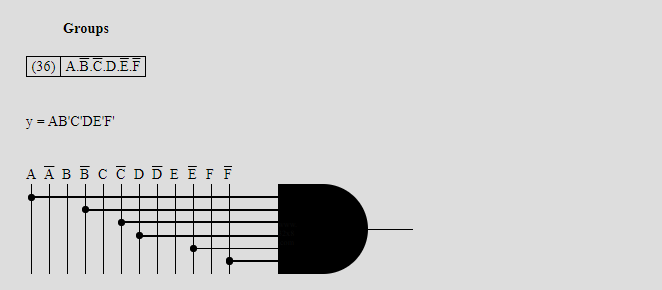 Groups
(36) A.B̅.C̅.D.E̅.F̅
y = AB'C'DE'F'
A A̅ B B̅ C C̅ D D̅ E E̅ F F̅